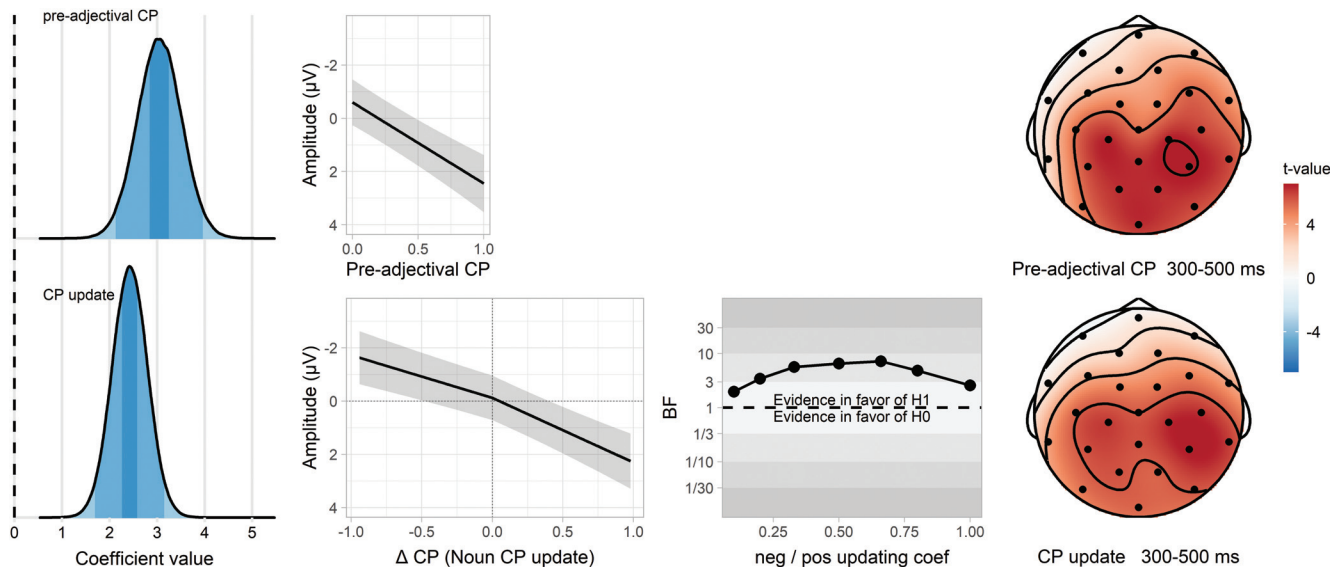 pre-adjectival CP
CP update
0 1 2 3 4 5
Coefficient value
Amplitude (µV)
-2
0
2
4
0.0 0.5 1.0
Pre-adjectival CP
Amplitude (µV)
-2
0
2
4
-1.0 -0.5 0.0 0.5 1.0
Δ CP (Noun CP update)
BF
30
10
3
1
1/3
1/10
1/30
Evidence in favor of H1
Evidence in favor of H0
0.25 0.50 0.75 1.00
neg / pos updating coef
Pre-adjectival CP 300-500 ms
t-value
4
0
-4
CP update 300-500 ms